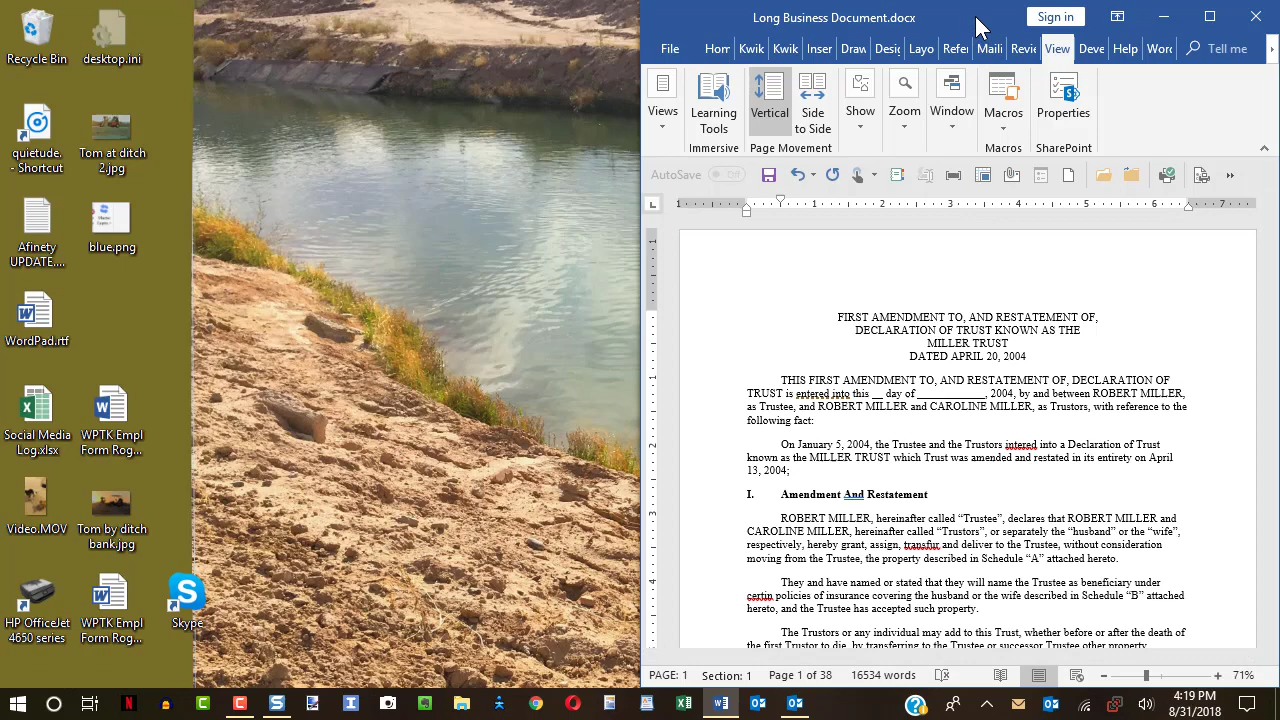 Recycle Bin
desktop.ini
quietude.
- Shortcut
Tom at ditch
2.jpg
Afinety
UPDATE....
blue.png
WordPad.rtf
Social Media
Log.xlsx
WPTK Empl
Form Rog...
Video.MOV
Tom by ditch
bank.jpg
HP OfficeJet
4650 series
WPTK Empl
Form Rog...
Skype
Long Business Document.docx
Sign in
File Hom Kwik Kwik Inser Draw Desig Layo Refer Maili Revie View Deve Help Word Tell me
Views
Learning
Tools
Vertical
Side
to Side
Show
Zoom
Window
Macros
Properties
Immersive
Page Movement
Macros
SharePoint
AutoSave
Off
1 1 2 3 4 5 6 7
1
1
2
3
4
FIRST AMENDMENT TO, AND RESTATEMENT OF,
DECLARATION OF TRUST KNOWN AS THE
MILLER TRUST
DATED APRIL 20, 2004
THIS FIRST AMENDMENT TO, AND RESTATEMENT OF, DECLARATION OF
TRUST is entered into this __ day of ______________, 2004, by and between ROBERT MILLER,
as Trustee, and ROBERT MILLER and CAROLINE MILLER, as Trustors, with reference to the
following fact:
On January 5, 2004, the Trustee and the Trustors intered into a Declaration of Trust
known as the MILLER TRUST which Trust was amended and restated in its entirety on April
13, 2004;
I. Amendment And Restatement
ROBERT MILLER, hereinafter called “Trustee”, declares that ROBERT MILLER and
CAROLINE MILLER, hereinafter called “Trustors”, or separately the “husband” or the “wife”,
respectively, hereby grant, assign, transfur and deliver to the Trustee, without consideration
moving from the Trustee, the property described in Schedule “A” attached hereto.
They and have named or stated that they will name the Trustee as beneficiary under
certin policies of insurance covering the husband or the wife described in Schedule “B” attached
hereto, and the Trustee has accepted such property.
The Trustors or any individual may add to this Trust, whether before or after the death of
the first Trustor to die, by transferring to the Trustee or successor Trustee other property
PAGE: 1 Section: 1 Page 1 of 38 16534 words 71%
4:19 PM
8/31/2018